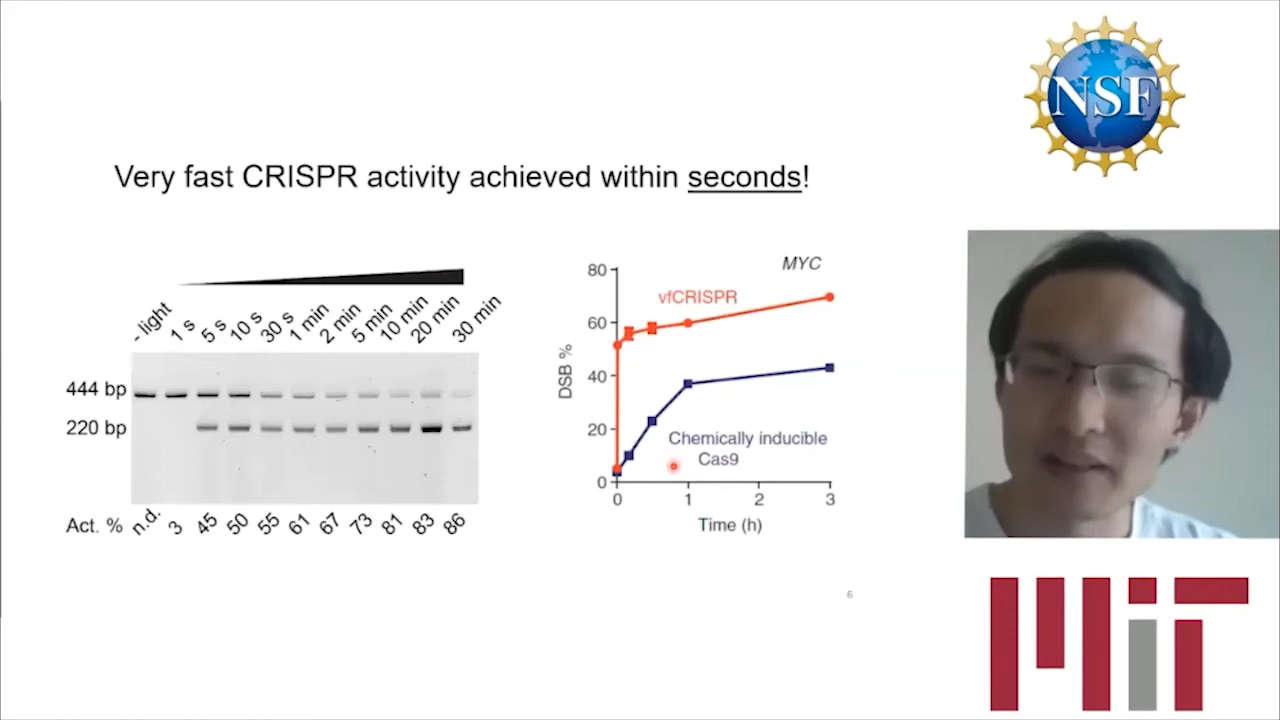 NSF
Very fast CRISPR activity achieved within seconds!
- light 1 s 5 s 10 s 30 s 1 min 2 min 5 min 10 min 20 min 30 min
444 bp
220 bp
Act. % n.d. 3 45 50 55 61 67 73 81 83 86
MYC
vfCRISPR
Chemically inducible
Cas9
DSB %
80
60
40
20
0
0 1 2 3
Time (h)
6
MIT